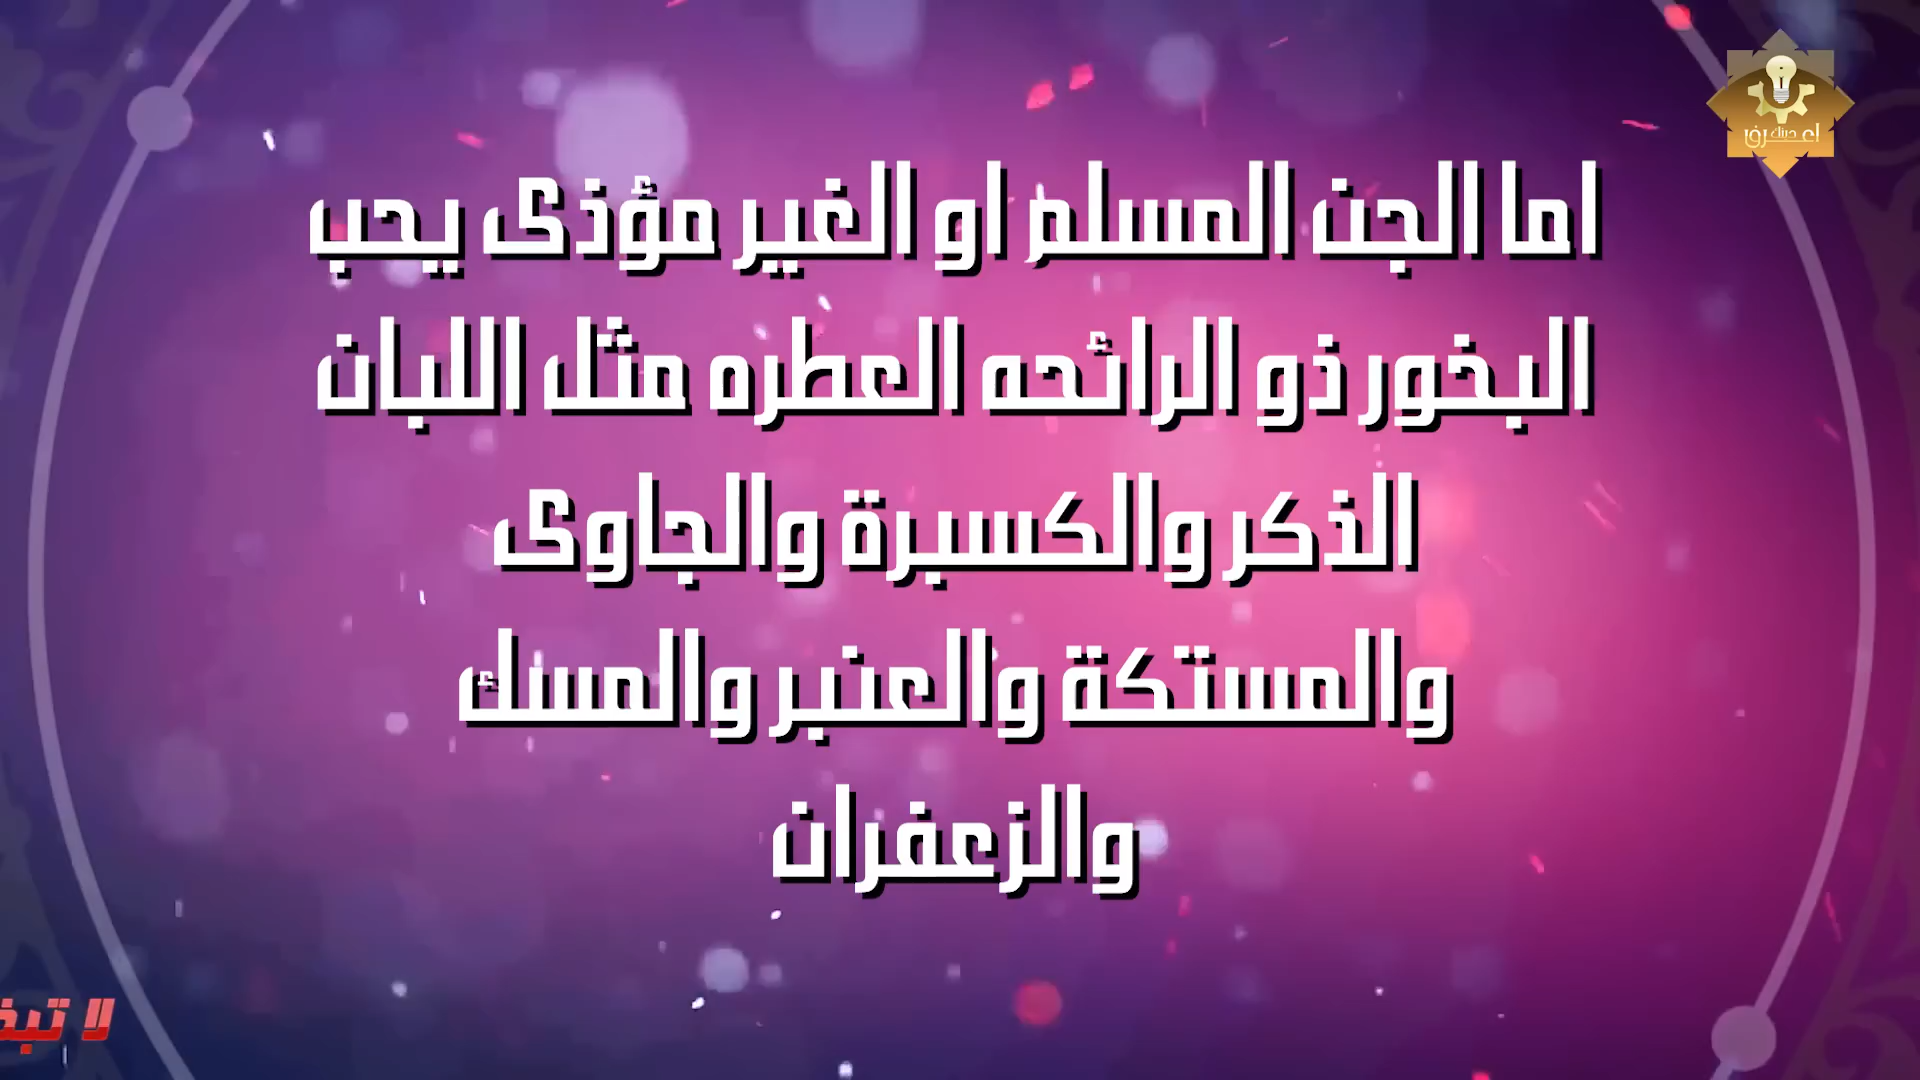 اما الجن المسلم او الغير مؤذى يحب
البخور ذو الرائحه العطره مثل اللبان
الذكر والكسبرة والجاوى
والمستكة والعنبر والمسك
والزعفران
لا